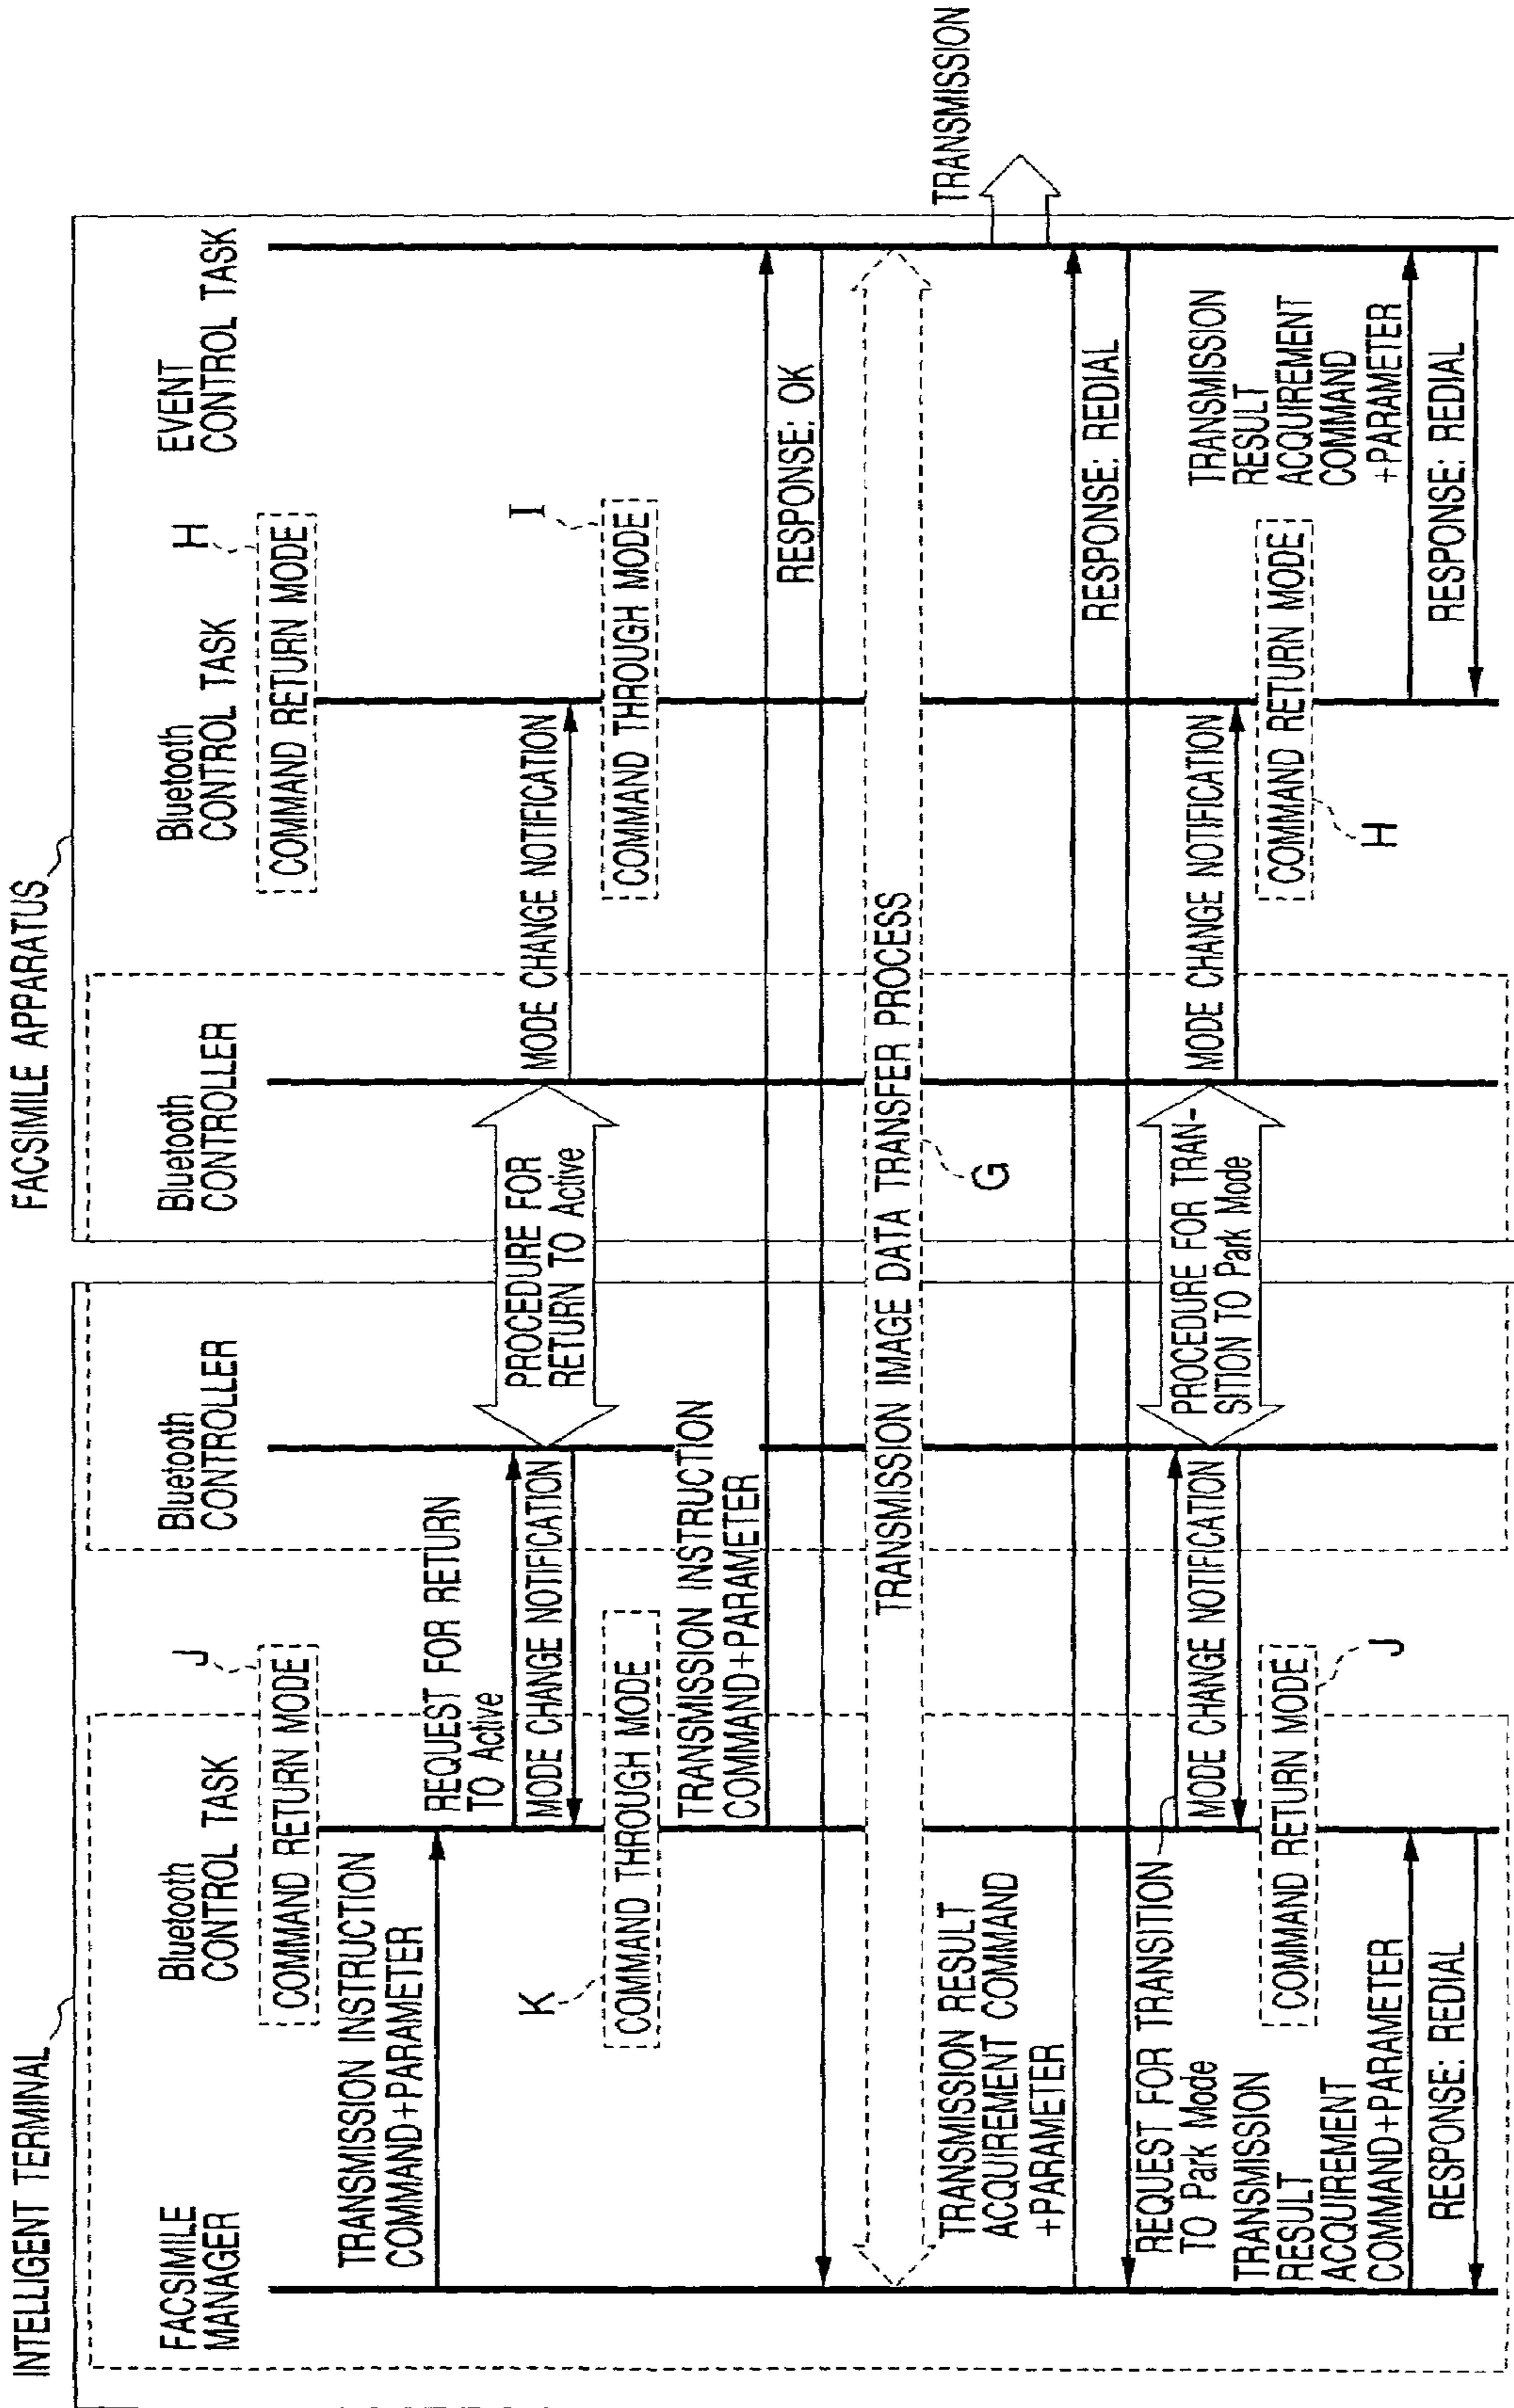 INTELLIGENT TERMINAL
FACSIMILE APPARATUS
FACSIMILE
MANAGER
Bluetooth
CONTROL TASK
Bluetooth
CONTROLLER
Bluetooth
CONTROLLER
Bluetooth
CONTROL TASK
EVENT
CONTROL TASK
J
COMMAND RETURN MODE
H
COMMAND RETURN MODE
TRANSMISSION INSTRUCTION
COMMAND+PARAMETER
REQUEST FOR RETURN
TO Active
MODE CHANGE NOTIFICATION
PROCEDURE FOR
RETURN TO Active
MODE CHANGE NOTIFICATION
K
COMMAND THROUGH MODE
I
COMMAND THROUGH MODE
TRANSMISSION INSTRUCTION
COMMAND+PARAMETER
RESPONSE: OK
TRANSMISSION IMAGE DATA TRANSFER PROCESS
G
TRANSMISSION
TRANSMISSION RESULT
ACQUIREMENT COMMAND
+PARAMETER
RESPONSE: REDIAL
REQUEST FOR TRANSITION
TO Park Mode
MODE CHANGE NOTIFICATION
PROCEDURE FOR TRAN-
SITION TO Park Mode
MODE CHANGE NOTIFICATION
COMMAND RETURN MODE
J
COMMAND RETURN MODE
H
TRANSMISSION
RESULT
ACQUIREMENT
COMMAND+PARAMETER
RESPONSE: REDIAL
TRANSMISSION
RESULT
ACQUIREMENT
COMMAND
+PARAMETER
RESPONSE: REDIAL